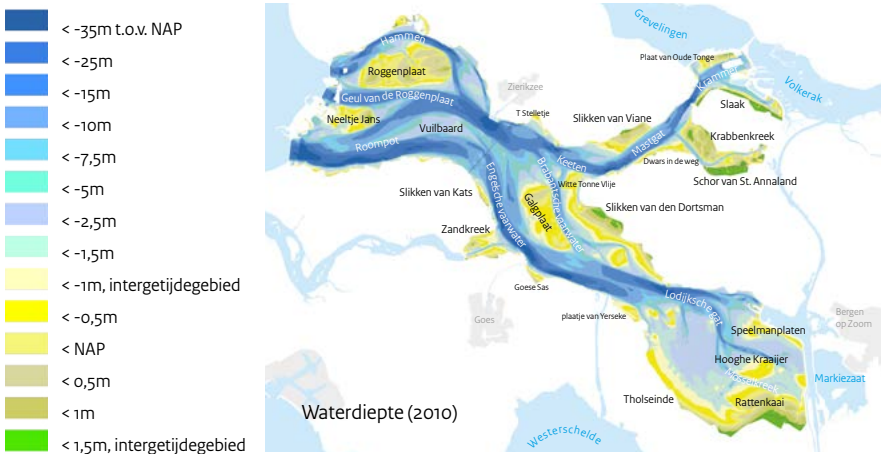 < -35m t.o.v. NAP
< -25m
< -15m
< -10m
< -7,5m
< -5m
< -2,5m
< -1,5m
< -1m, intergetijdegebied
< -0,5m
< NAP
< 0,5m
< 1m
< 1,5m, intergetijdegebied
Grevelingen
Hammen
Plaat van Oude Tonge
Krammer
Volkerak
Roggenplaat
Zienkzee
Geul van de Roggenplaat
Slaak
Neeltje Jans
T Stelletje
Slikken van Viane
Vuilbaard
Mastgat
Krabbenkreek
Roompot
Keeten
Dwars in de weg
Brabantsche vaarwater
Witte Tonne Vlije
Schor van St. Annaland
Engelsche vaarwater
Slikken van Kats
Galgplaat
Slikken van den Dortsman
Zandkreek
Goese Sas
Lodijksche gat
plaatje van Yerseke
Goes
Speelmanplaten
Bergen
op Zoom
Hooghe Kraaijer
Markiezaat
Tholseinde
Rattenkaai
Waterdiepte (2010)
Westerschelde